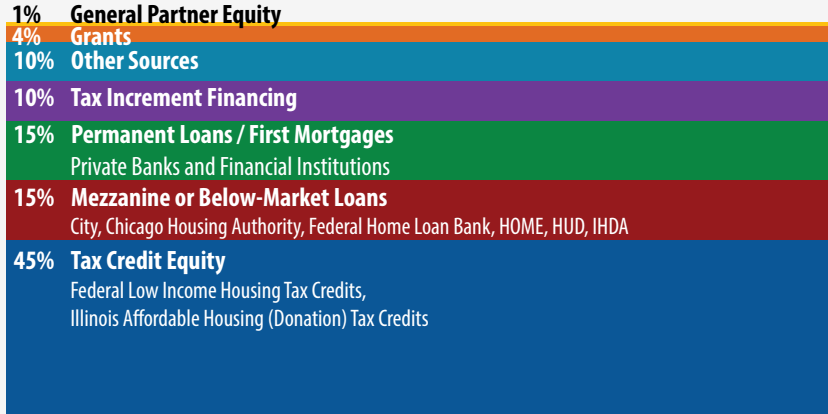 1% General Partner Equity
4% Grants
10% Other Sources
10% Tax Increment Financing
15% Permanent Loans / First Mortgages
Private Banks and Financial Institutions
15% Mezzanine or Below-Market Loans
City, Chicago Housing Authority, Federal Home Loan Bank, HOME, HUD, IHDA
45% Tax Credit Equity
Federal Low Income Housing Tax Credits,
Illinois Affordable Housing (Donation) Tax Credits